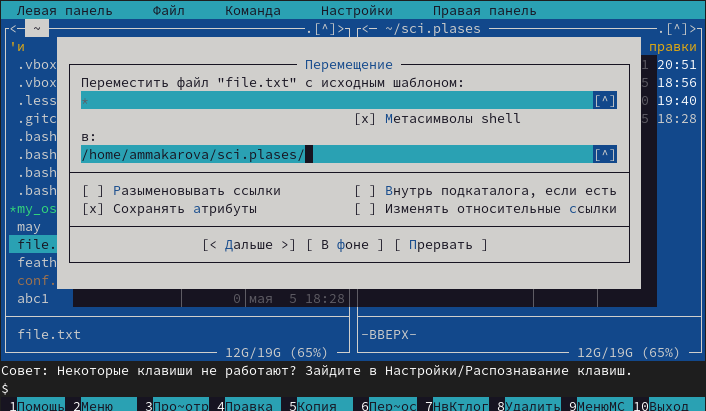 Левая панель Файл Команда Настройки Правая панель
<─ ~ .[^]> <─ ~/sci.plases .[^]>
'и правки
.vbox 1 20:51
.vbox 5 18:56
.less 0 19:40
.gitc 5 18:28
.bash
.bash
.bash
.bash
*my_os
may
file.
feath
conf.
abc1 0 мая 5 18:28
Перемещение
Переместить файл "file.txt" с исходным шаблоном:
* [^]
[x] Метасимволы shell
в:
/home/ammakarova/sci.plases/ [^]
[ ] Разыменовывать ссылки [ ] Внутрь подкаталога, если есть
[x] Сохранять атрибуты [ ] Изменять относительные ссылки
[< Дальше >] [ В фоне ] [ Прервать ]
file.txt -ВВЕРХ-
12G/19G (65%) 12G/19G (65%)
Совет: Некоторые клавиши не работают? Зайдите в Настройки/Распознавание клавиш.
$ [^]
1Помощь 2Меню 3Про~отр 4Правка 5Копия 6Пер~ос 7НвКтлог 8Удалить 9МенюMC 10Выход